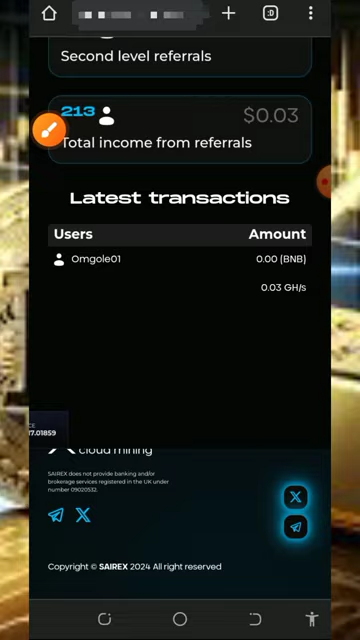 :D
Second level referrals
213
$0.03
Total income from referrals
Latest transactions
Users Amount
Omgole01 0.00 (BNB)
0.03 GH/s
CE
17.01859
cloud mining
SAIREX does not provide banking and/or
brokerage services registered in the UK under
number 09020532.
Copyright © SAIREX 2024 All right reserved